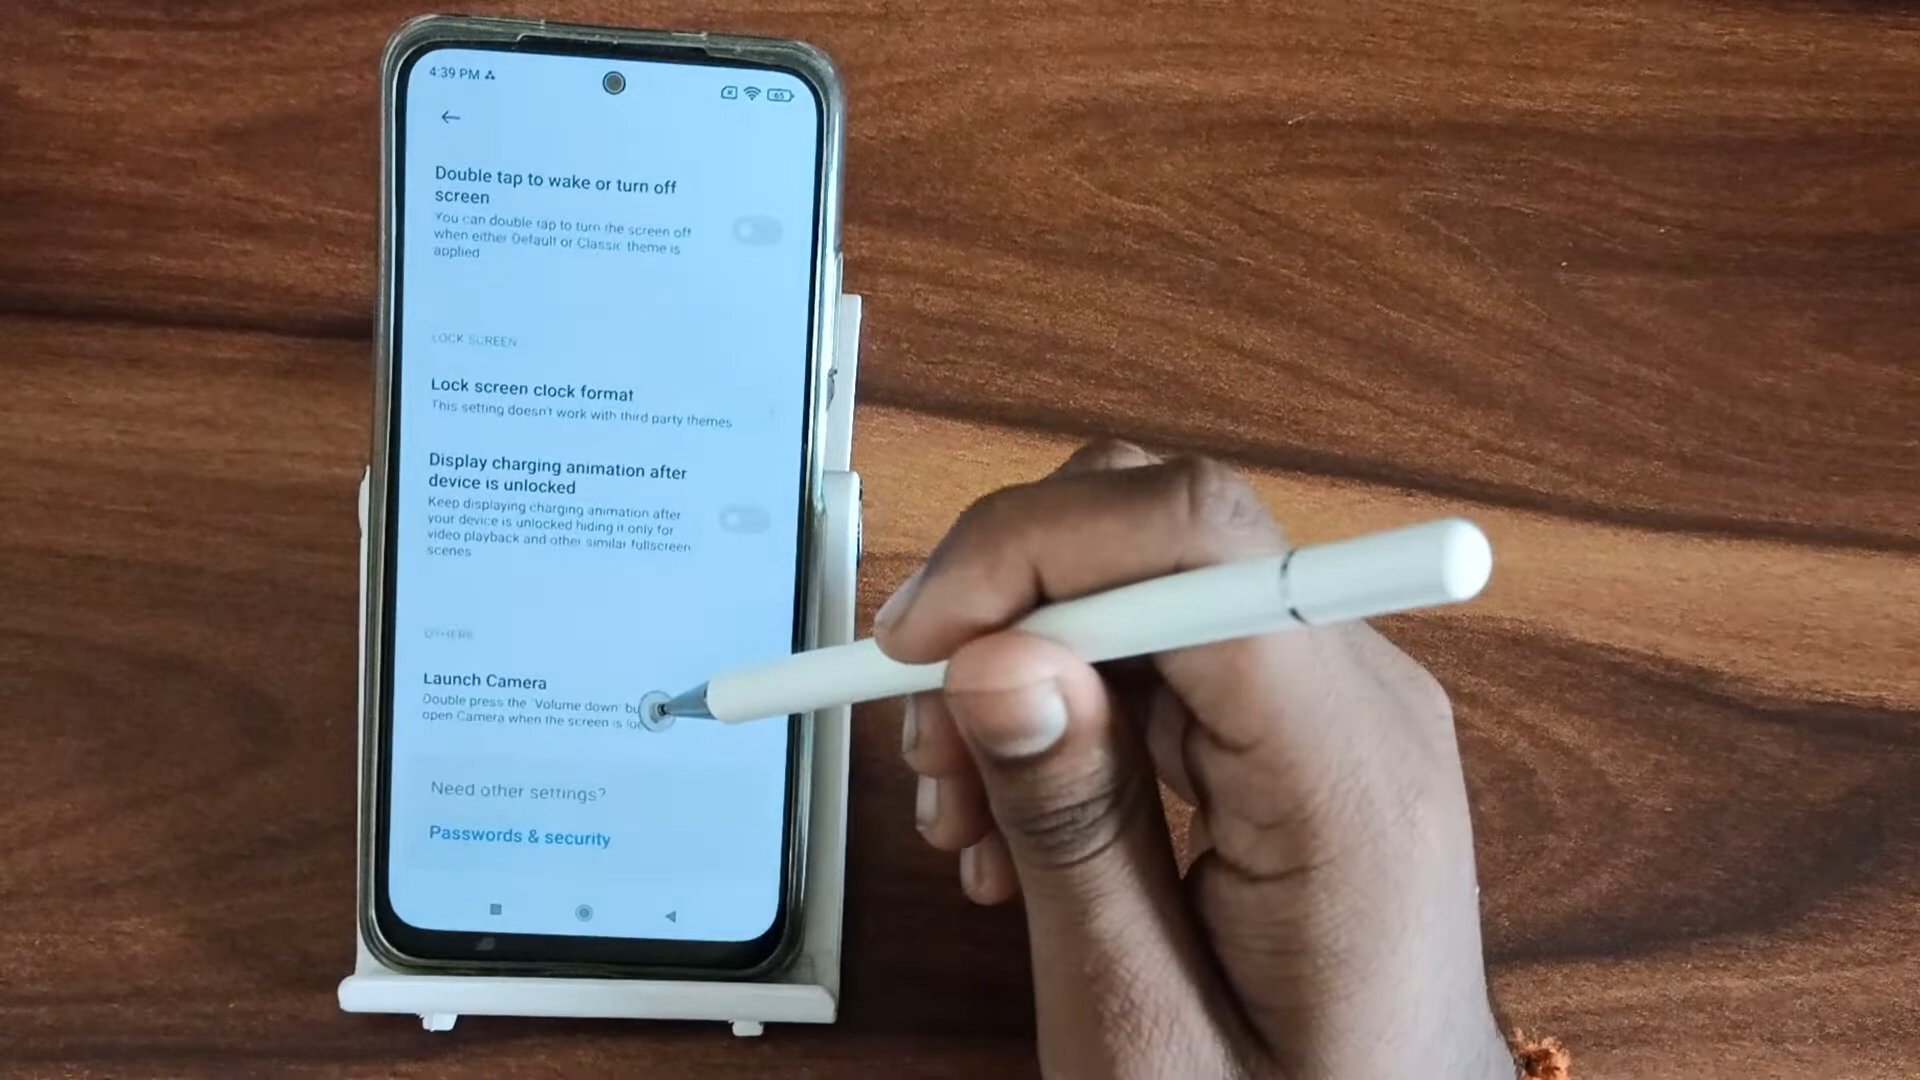 4:39 PM
65
Double tap to wake or turn off
screen
You can double tap to turn the screen off
when either Default or Classic theme is
applied
LOCK SCREEN
Lock screen clock format
This setting doesn't work with third party themes
Display charging animation after
device is unlocked
Keep displaying charging animation after
your device is unlocked hiding it only for
video playback and other similar fullscreen
scenes
OTHERS
Launch Camera
Double press the "Volume down" bu
open Camera when the screen is
Need other settings?
Passwords & security